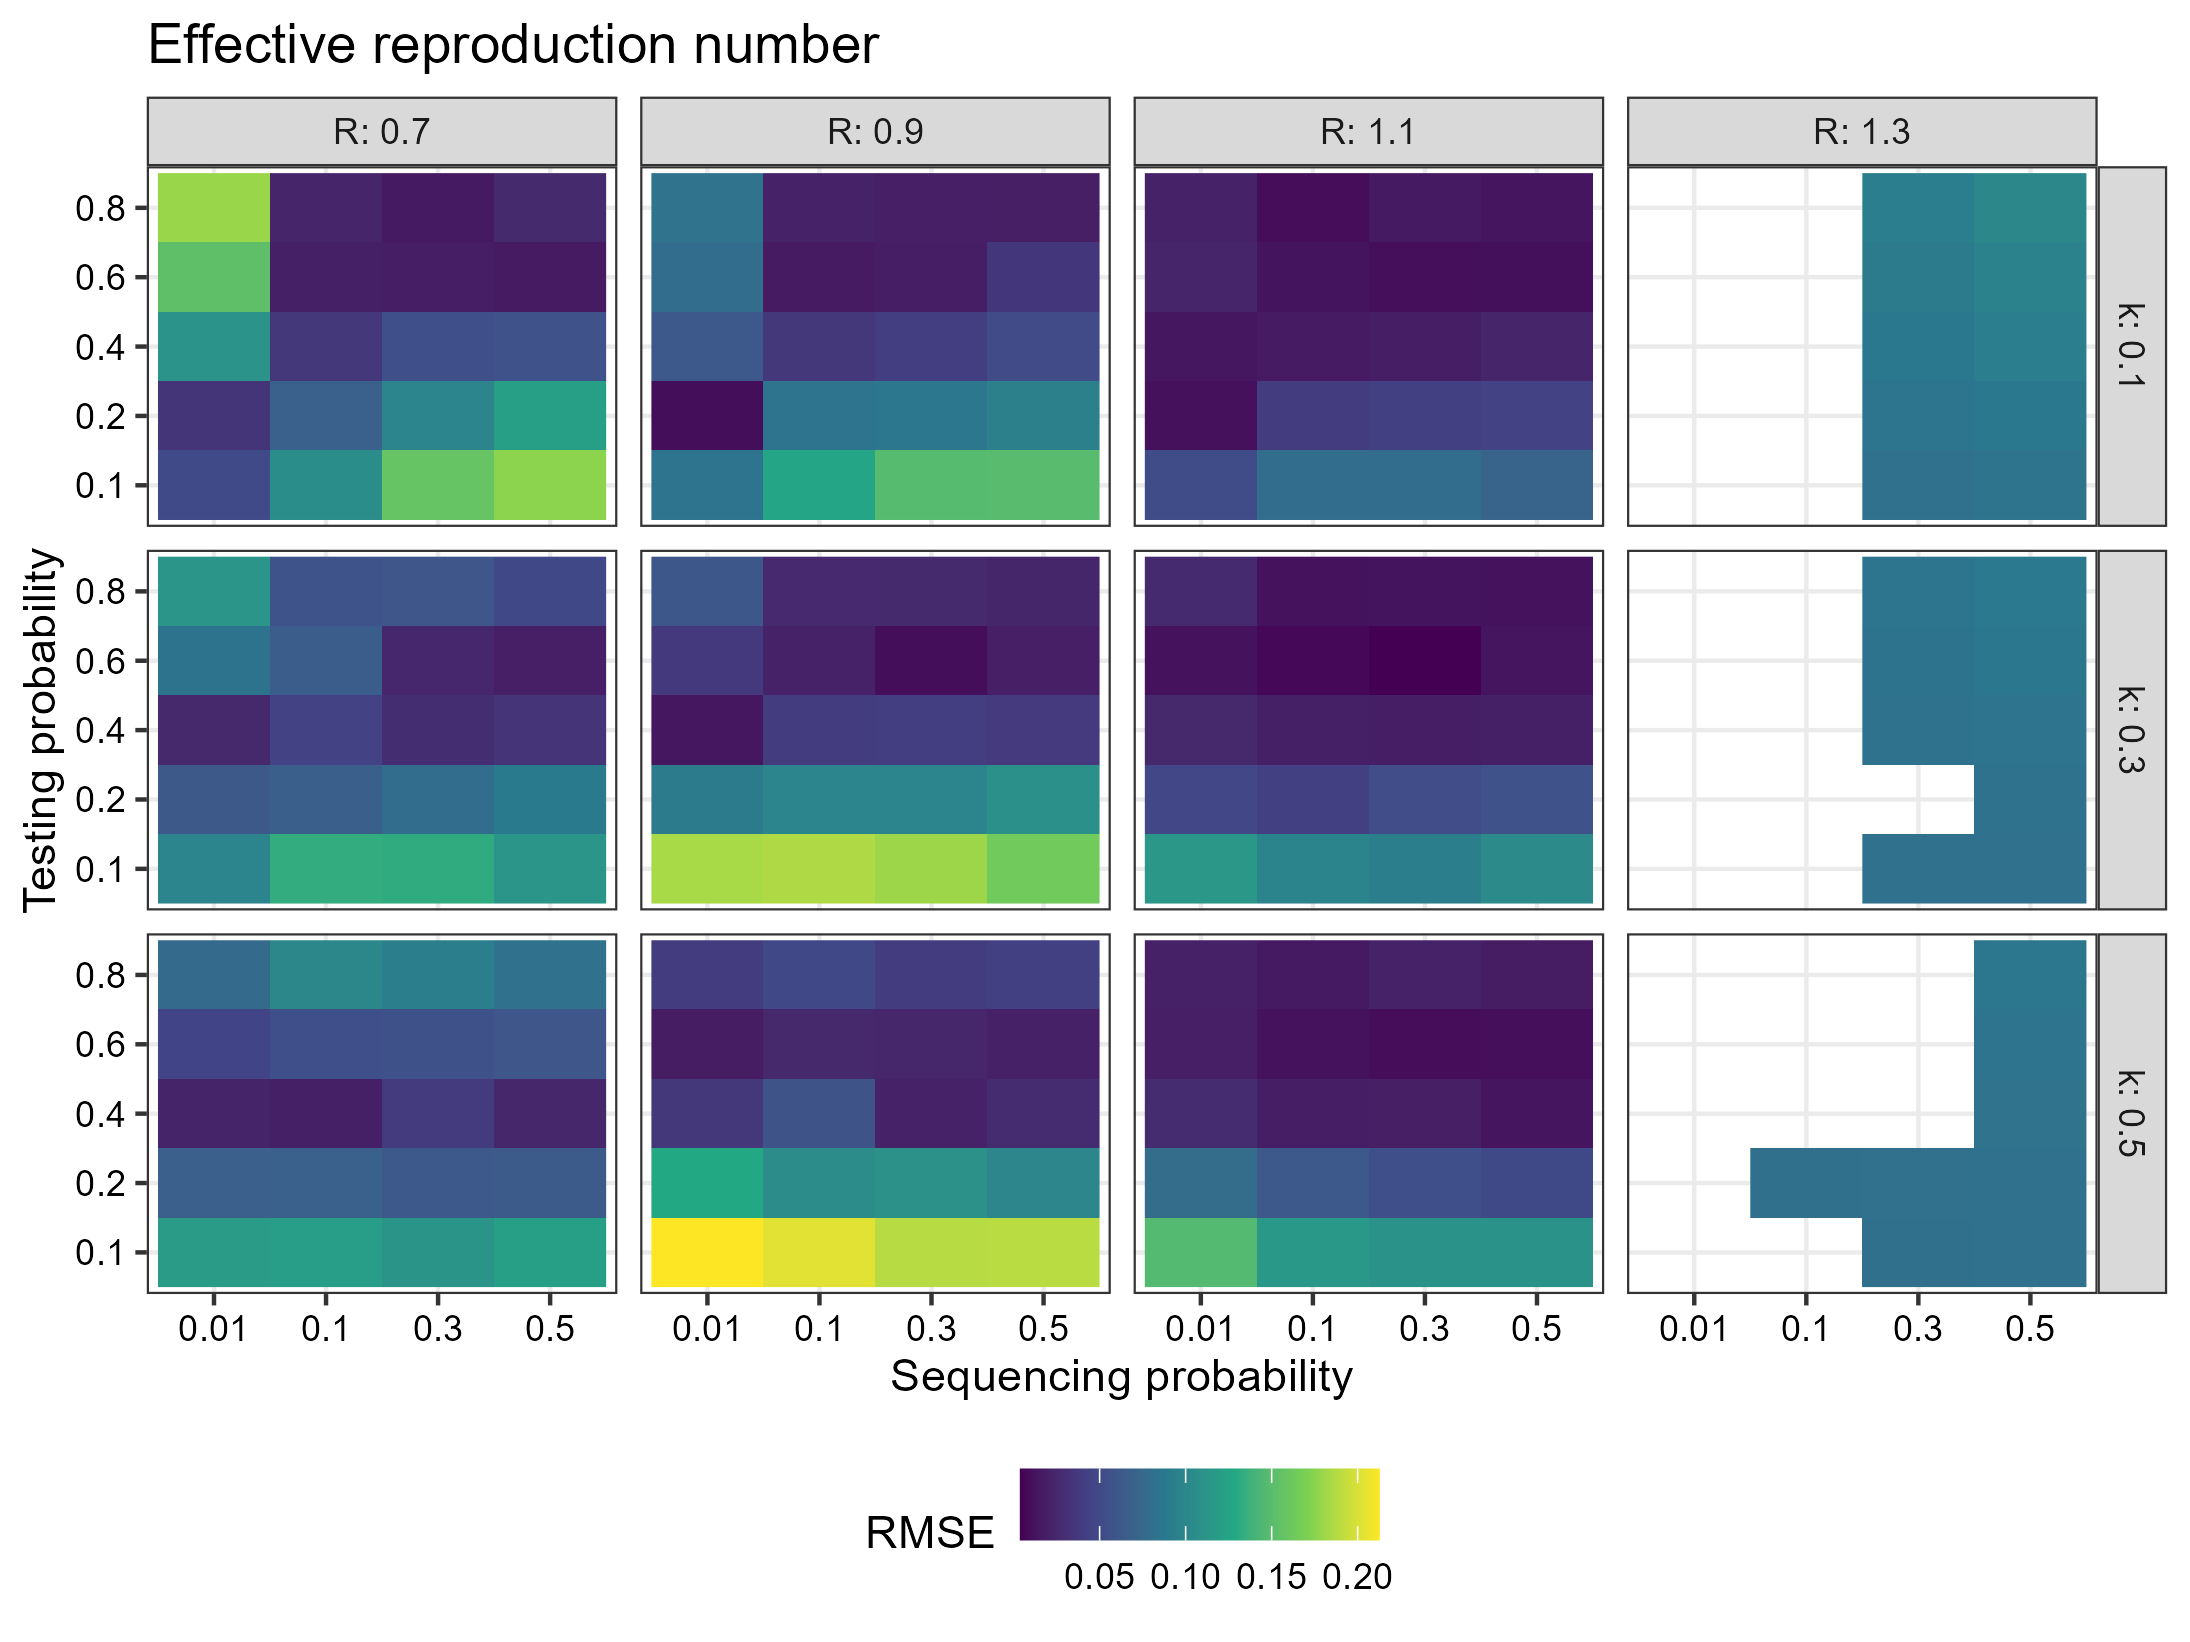 Effective reproduction number
R: 0.7
R: 0.9
R: 1.1
R: 1.3
0.8
0.6
0.4
0.2
0.1
k: 0.1
Testing probability
0.8
0.6
0.4
0.2
0.1
k: 0.3
0.8
0.6
0.4
0.2
0.1
k: 0.5
0.01 0.1 0.3 0.5
0.01 0.1 0.3 0.5
0.01 0.1 0.3 0.5
0.01 0.1 0.3 0.5
Sequencing probability
RMSE
0.05 0.10 0.15 0.20